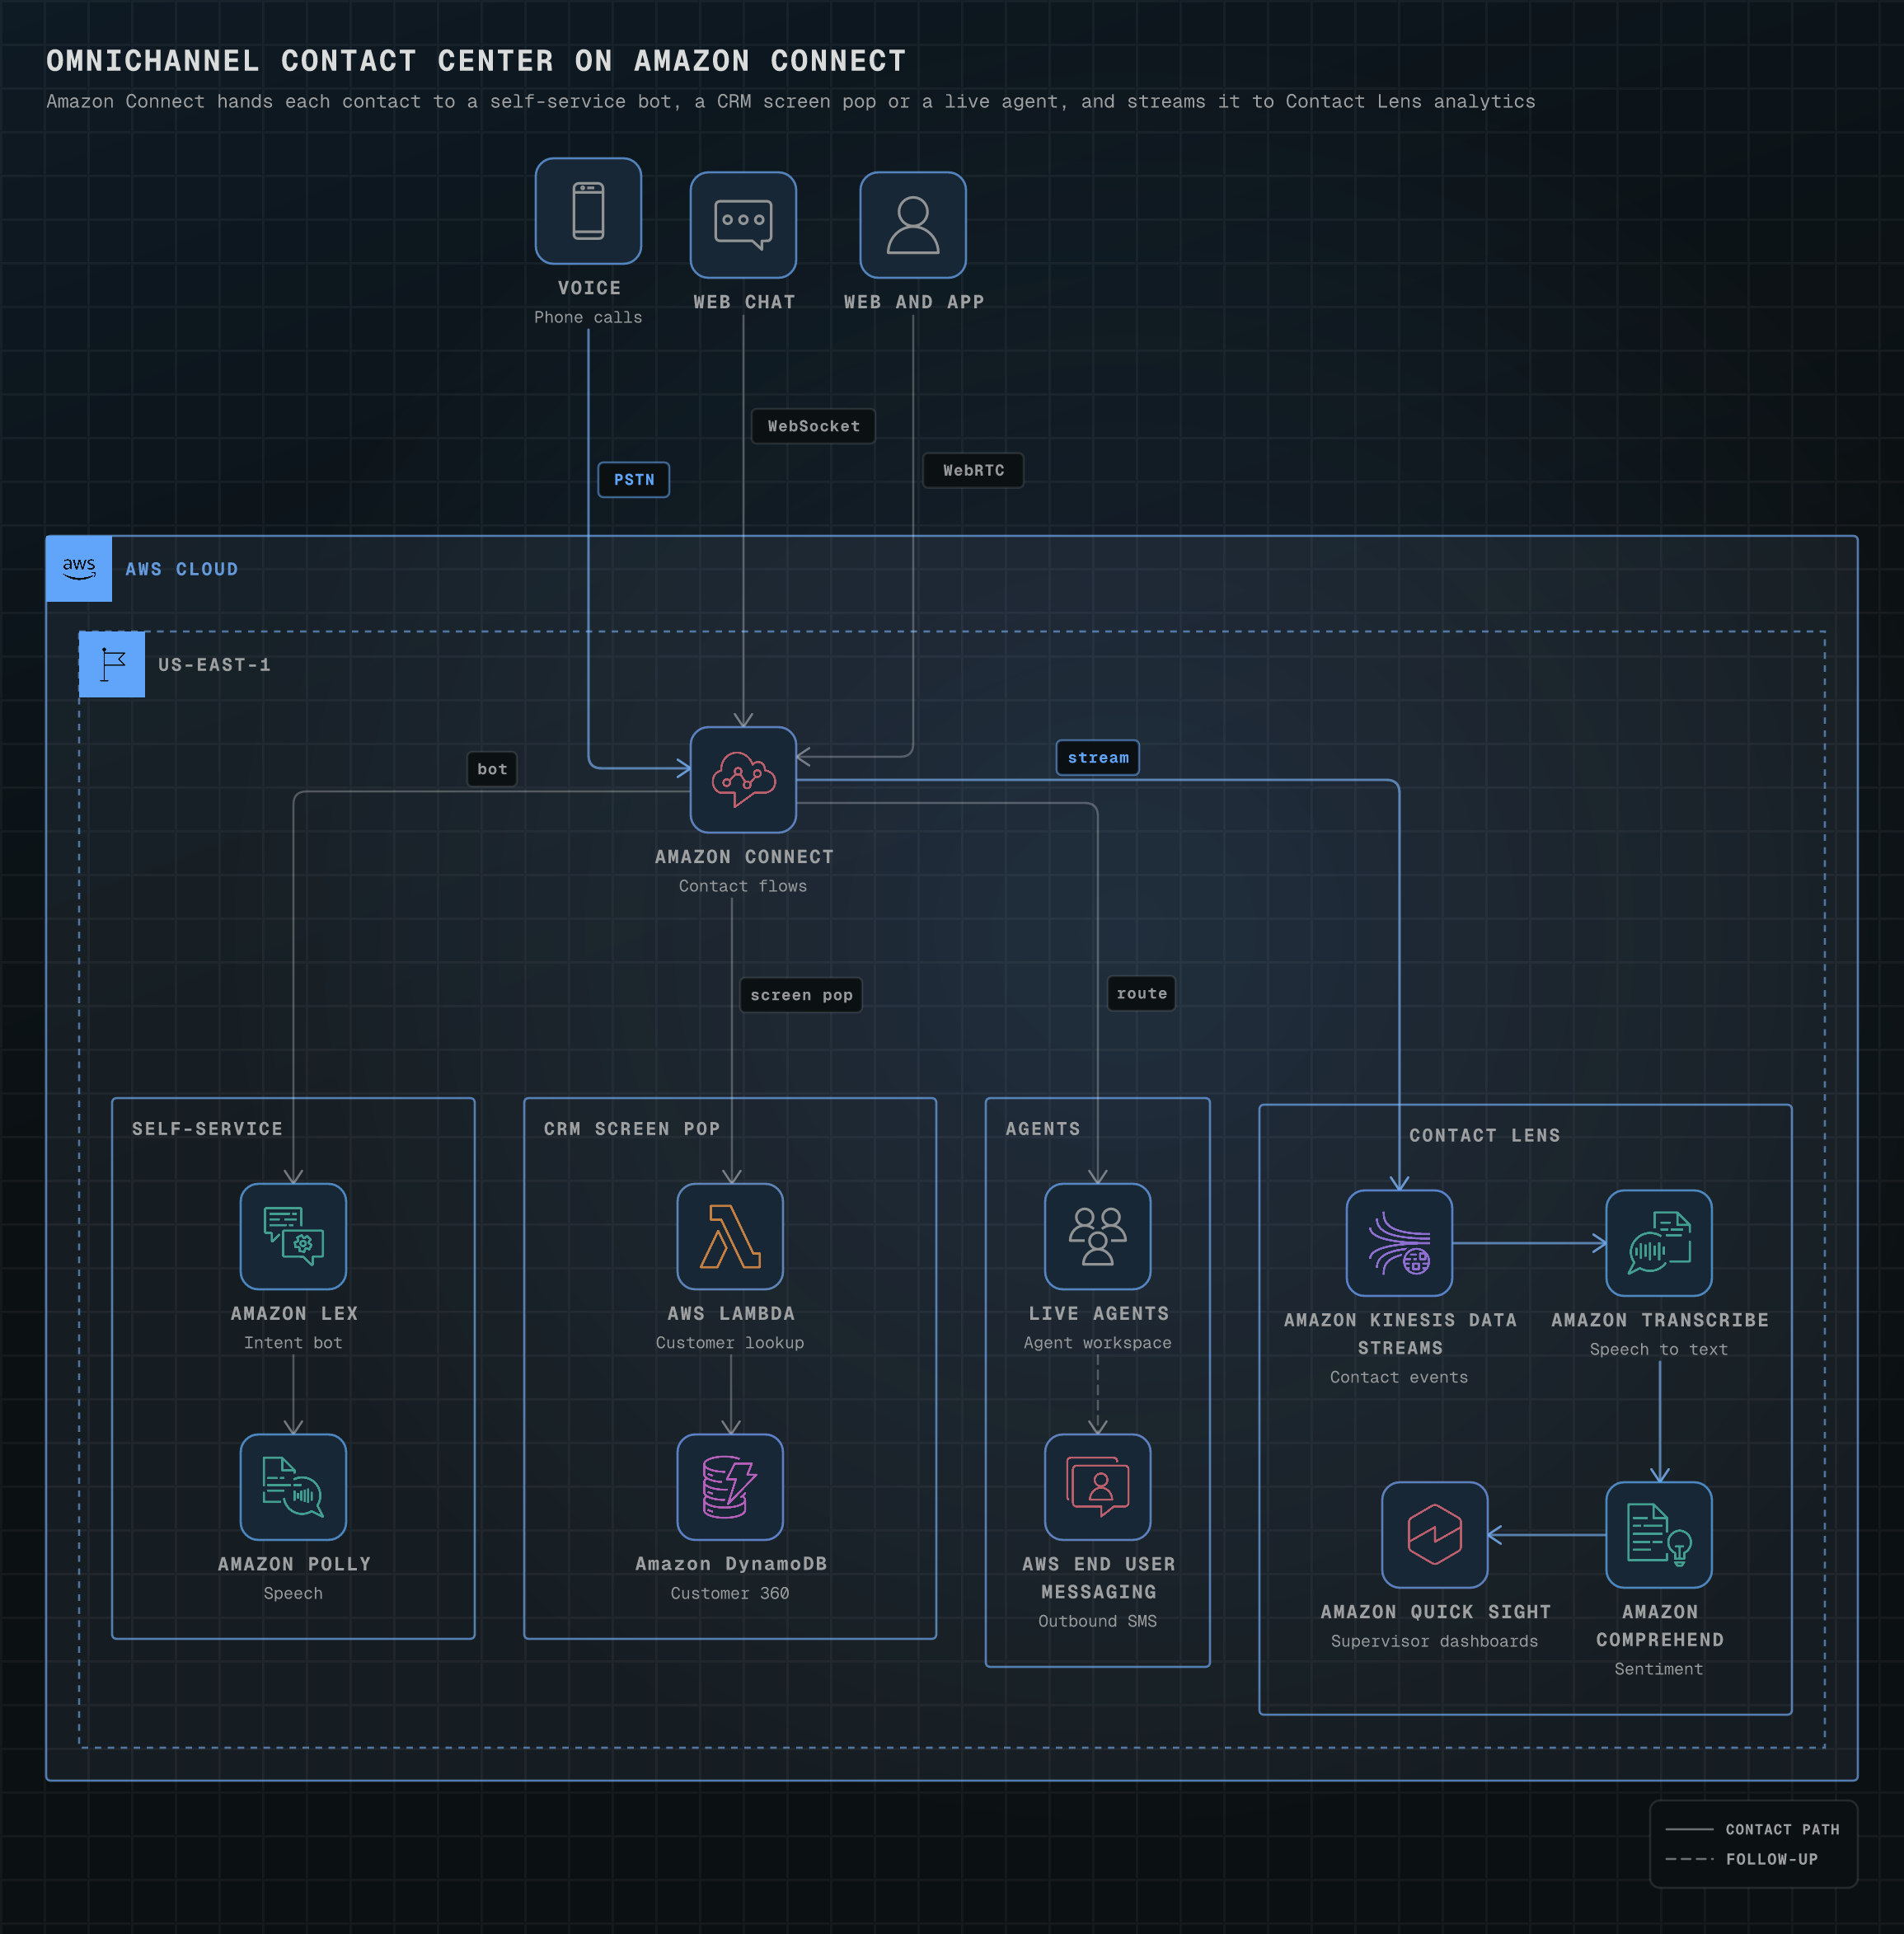 OMNICHANNEL CONTACT CENTER ON AMAZON CONNECT
Amazon Connect hands each contact to a self-service bot, a CRM screen pop or a live agent, and streams it to Contact Lens analytics
VOICE
Phone calls
WEB CHAT
WEB AND APP
WebSocket
WebRTC
PSTN
aws
AWS CLOUD
US-EAST-1
bot
stream
AMAZON CONNECT
Contact flows
screen pop
route
SELF-SERVICE
AMAZON LEX
Intent bot
AMAZON POLLY
Speech
CRM SCREEN POP
AWS LAMBDA
Customer lookup
Amazon DynamoDB
Customer 360
AGENTS
LIVE AGENTS
Agent workspace
AWS END USER
MESSAGING
Outbound SMS
CONTACT LENS
AMAZON KINESIS DATA
STREAMS
Contact events
AMAZON TRANSCRIBE
Speech to text
AMAZON QUICK SIGHT
Supervisor dashboards
AMAZON
COMPREHEND
Sentiment
CONTACT PATH
FOLLOW-UP